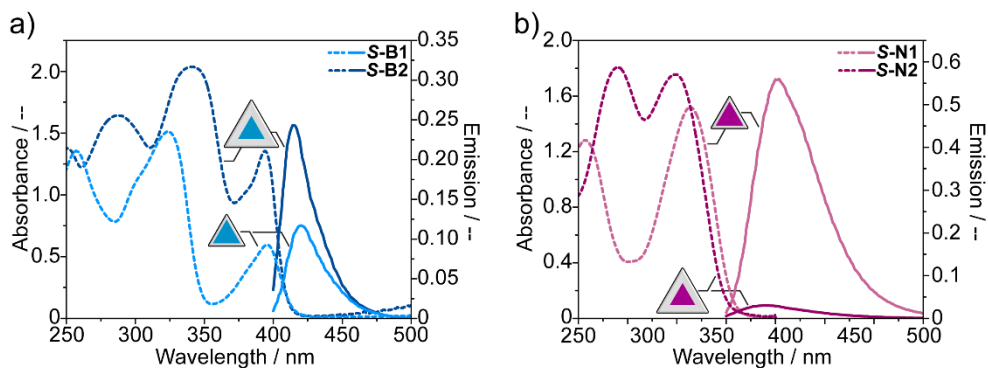 a)
S-B1
S-B2
2.0
1.5
1.0
0.5
0
Absorbance / --
0.35
0.30
0.25
0.20
0.15
0.10
0.05
0
Emission / --
250 300 350 400 450 500
Wavelength / nm
b)
S-N1
S-N2
2.0
1.6
1.2
0.8
0.4
0
Absorbance / --
0.6
0.5
0.4
0.3
0.2
0.1
0
Emission / --
250 300 350 400 450 500
Wavelength / nm